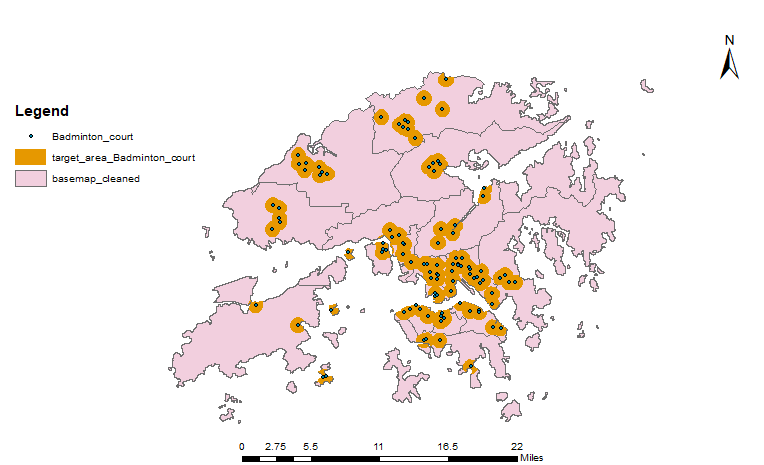 N
Legend
Badminton_court
target_area_Badminton_court
basemap_cleaned
0 2.75 5.5 11 16.5 22
Miles